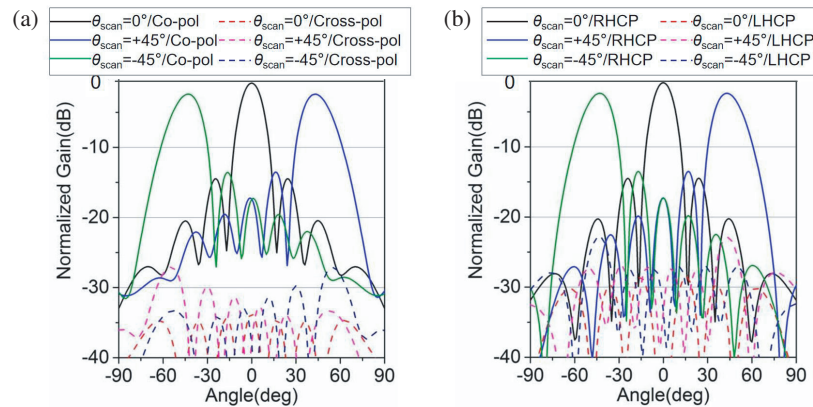 (a)
θscan=0°/Co-pol θscan=0°/Cross-pol
θscan=+45°/Co-pol θscan=+45°/Cross-pol
θscan=-45°/Co-pol θscan=-45°/Cross-pol
0
-10
-20
-30
-40
Normalized Gain(dB)
-90 -60 -30 0 30 60 90
Angle(deg)
(b)
θscan=0°/RHCP θscan=0°/LHCP
θscan=+45°/RHCP θscan=+45°/LHCP
θscan=-45°/RHCP θscan=-45°/LHCP
0
-10
-20
-30
-40
Normalized Gain(dB)
-90 -60 -30 0 30 60 90
Angle(deg)